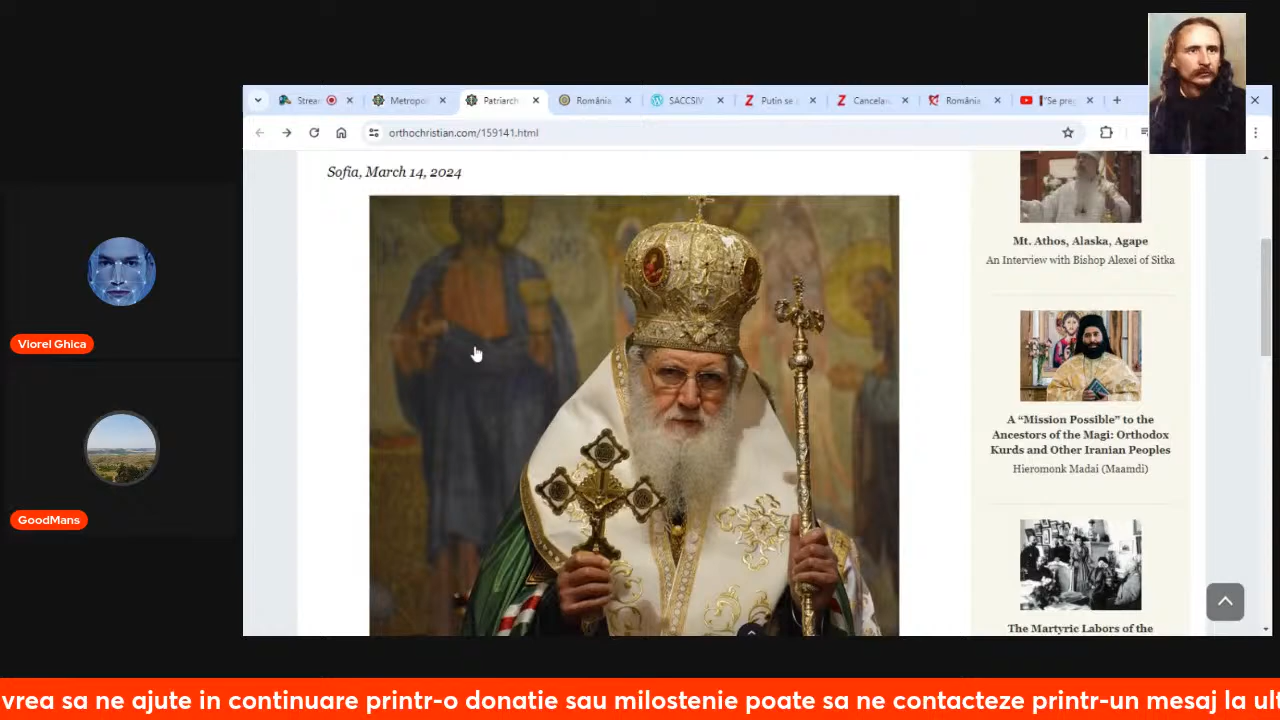 Strea
Metropo
Patriarch
România
SACCSIV
Putin se
Cancela
România
"Se pre
orthochristian.com/159141.html
Sofia, March 14, 2024
Mt. Athos, Alaska, Agape
An Interview with Bishop Alexei of Sitka
A “Mission Possible” to the
Ancestors of the Magi: Orthodox
Kurds and Other Iranian Peoples
Hieromonk Madai (Maamdi)
The Martyric Labors of the
Viorel Ghica
GoodMans
vrea sa ne ajute in continuare printr-o donatie sau milostenie poate sa ne contacteze printr-un mesaj la ult